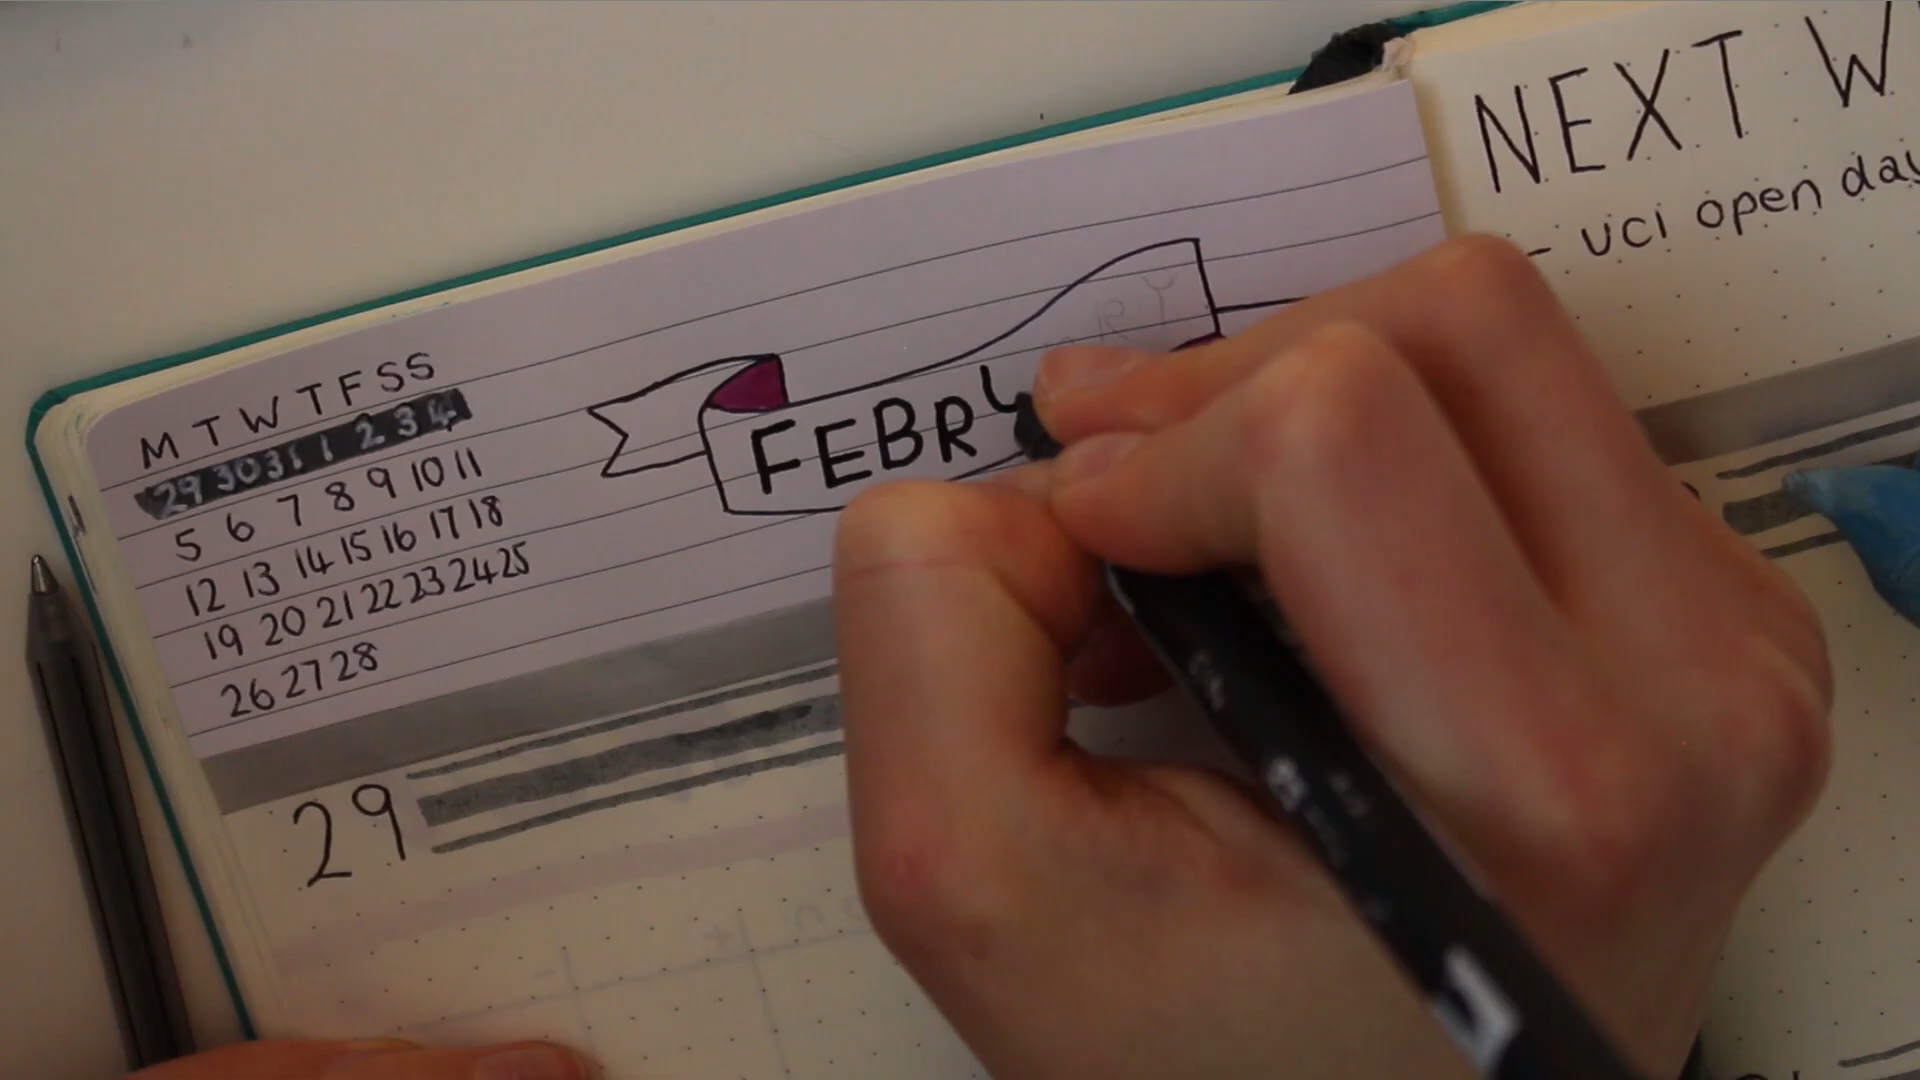 M T W T F S S
29 30 31 1 2 3 4
5 6 7 8 9 10 11
12 13 14 15 16 17 18
19 20 21 22 23 24 25
26 27 28
FEBRU
RY
29
NEXT W
- uci open day